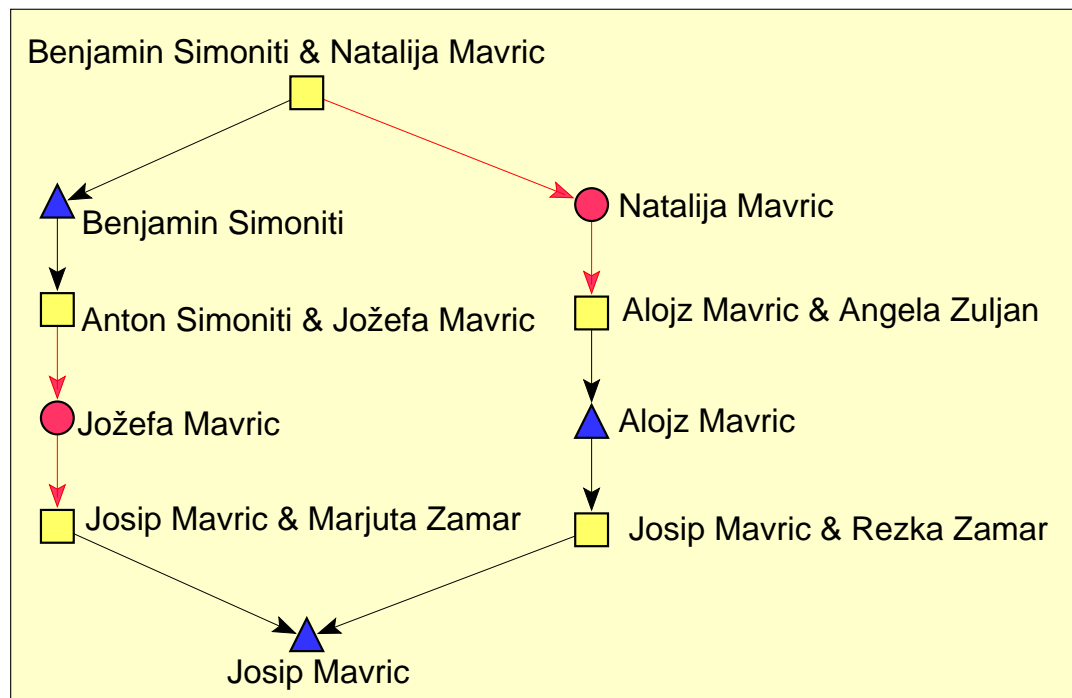 Benjamin Simoniti & Natalija Mavric
Benjamin Simoniti
Natalija Mavric
Anton Simoniti & Jožefa Mavric
Alojz Mavric & Angela Zuljan
Jožefa Mavric
Alojz Mavric
Josip Mavric & Marjuta Zamar
Josip Mavric & Rezka Zamar
Josip Mavric